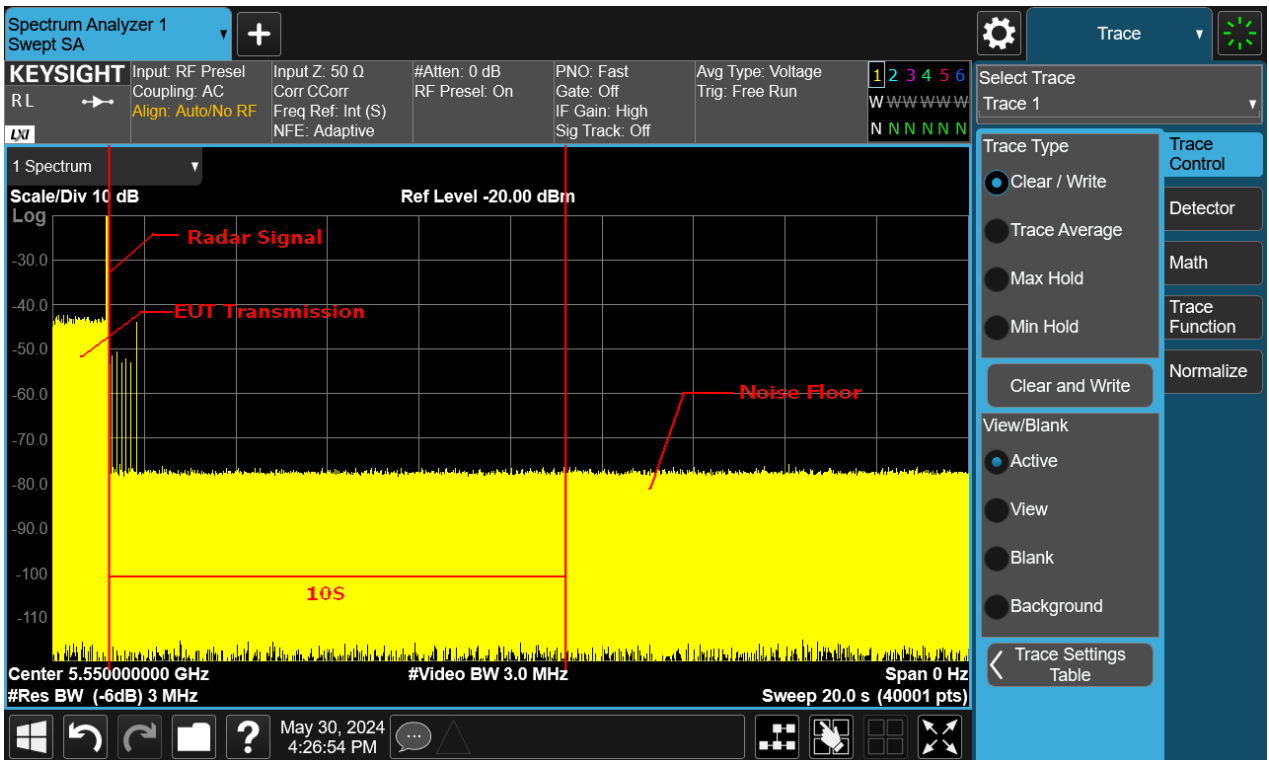 Spectrum Analyzer 1
Swept SA
+
Trace
KEYSIGHT
R L
LXI
Input: RF Presel
Coupling: AC
Align: Auto/No RF
Input Z: 50 Ω
Corr CCorr
Freq Ref: Int (S)
NFE: Adaptive
#Atten: 0 dB
RF Presel: On
PNO: Fast
Gate: Off
IF Gain: High
Sig Track: Off
Avg Type: Voltage
Trig: Free Run
1 2 3 4 5 6
W W W W W W
N N N N N N
Select Trace
Trace 1
1 Spectrum
Scale/Div 10 dB
Ref Level -20.00 dBm
Log
-30.0
-40.0
-50.0
-60.0
-70.0
-80.0
-90.0
-100
-110
Radar Signal
EUT Transmission
Noise Floor
10S
Center 5.550000000 GHz
#Video BW 3.0 MHz
Span 0 Hz
#Res BW (-6dB) 3 MHz
Sweep 20.0 s (40001 pts)
Trace Type
Clear / Write
Trace Average
Max Hold
Min Hold
Clear and Write
View/Blank
Active
View
Blank
Background
Trace Settings
Table
Trace
Control
Detector
Math
Trace
Function
Normalize
?
May 30, 2024
4:26:54 PM